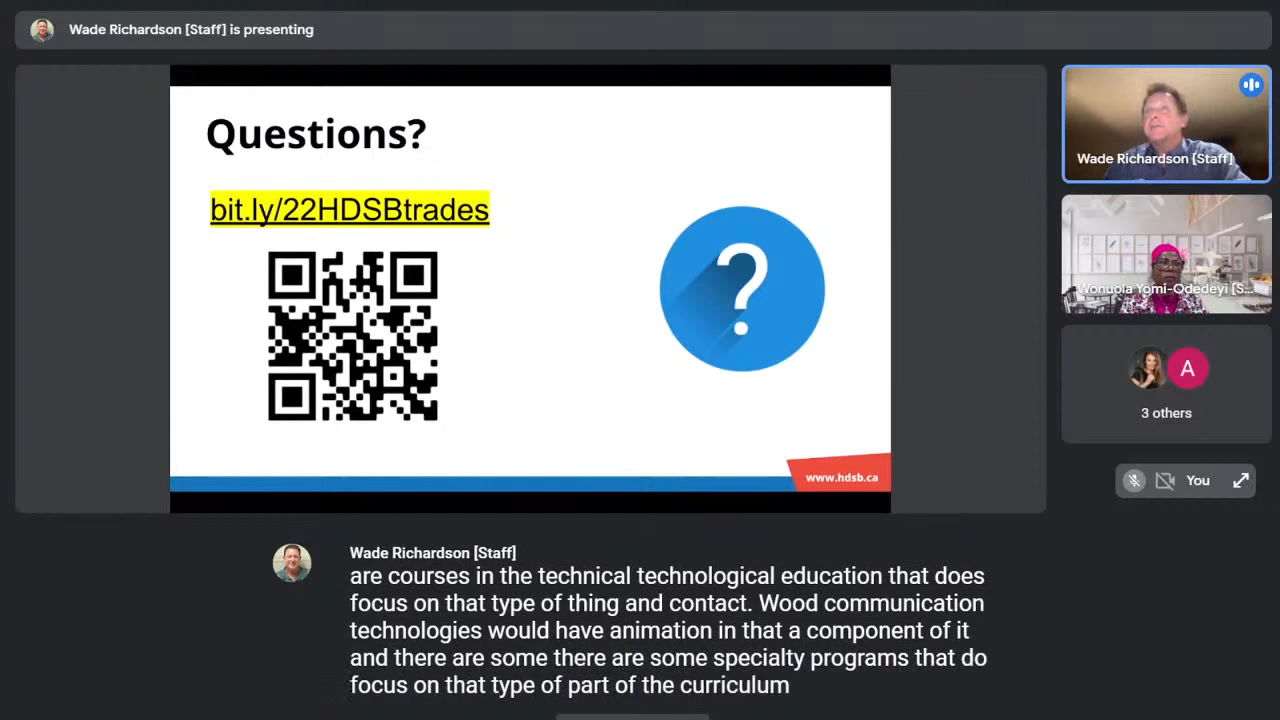 Wade Richardson [Staff] is presenting
Questions?
bit.ly/22HDSBtrades
?
www.hdsb.ca
Wade Richardson [Staff]
Wonuola Yomi-Odedeyi [S...
A
3 others
You
Wade Richardson [Staff]
are courses in the technical technological education that does
focus on that type of thing and contact. Wood communication
technologies would have animation in that a component of it
and there are some there are some specialty programs that do
focus on that type of part of the curriculum